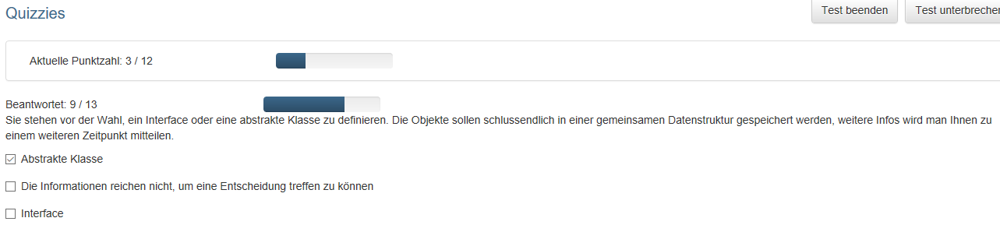 Quizzies
Test beenden
Test unterbrechen
Aktuelle Punktzahl: 3 / 12
Beantwortet: 9 / 13
Sie stehen vor der Wahl, ein Interface oder eine abstrakte Klasse zu definieren. Die Objekte sollen schlussendlich in einer gemeinsamen Datenstruktur gespeichert werden, weitere Infos wird man Ihnen zu
einem weiteren Zeitpunkt mitteilen.
Abstrakte Klasse
Die Informationen reichen nicht, um eine Entscheidung treffen zu können
Interface